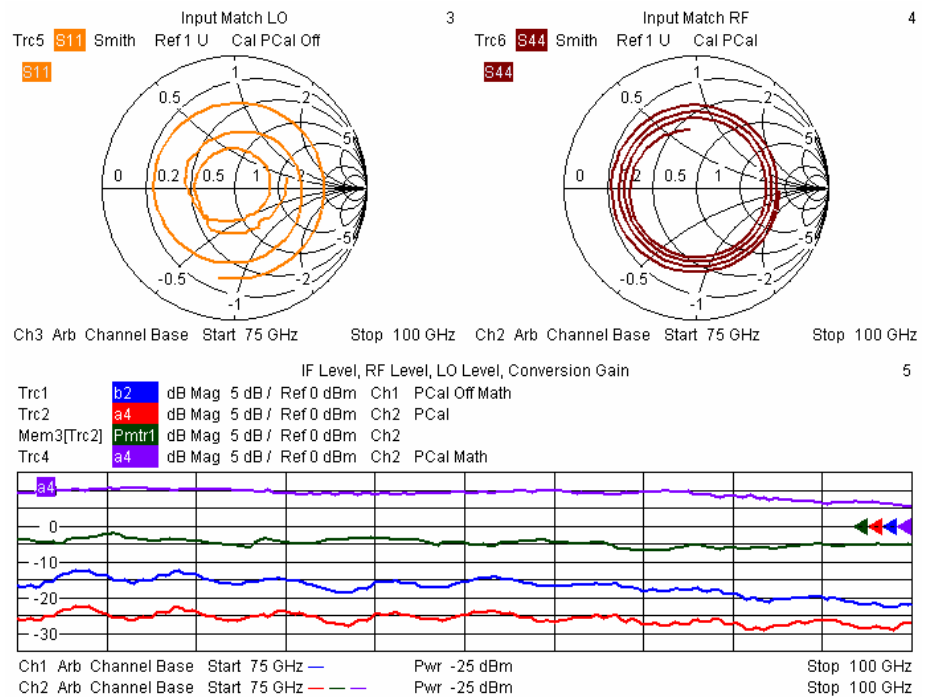 Input Match LO 3
Trc5 S11 Smith Ref 1 U Cal PCal Off
S11
1
0.5 2
5
0 0.2 0.5 1 2
-5
-0.5 -2
-1
Ch3 Arb Channel Base Start 75 GHz Stop 100 GHz
Input Match RF 4
Trc6 S44 Smith Ref 1 U Cal PCal
S44
1
0.5 2
5
0 0.2 0.5 1 2
-5
-0.5 -2
-1
Ch2 Arb Channel Base Start 75 GHz Stop 100 GHz
IF Level, RF Level, LO Level, Conversion Gain 5
Trc1 b2 dB Mag 5 dB / Ref 0 dBm Ch1 PCal Off Math
Trc2 a4 dB Mag 5 dB / Ref 0 dBm Ch2 PCal
Mem3[Trc2] Pmtr1 dB Mag 5 dB / Ref 0 dBm Ch2
Trc4 a4 dB Mag 5 dB / Ref 0 dBm Ch2 PCal Math
a4
0
-10
-20
-30
Ch1 Arb Channel Base Start 75 GHz Pwr -25 dBm Stop 100 GHz
Ch2 Arb Channel Base Start 75 GHz Pwr -25 dBm Stop 100 GHz